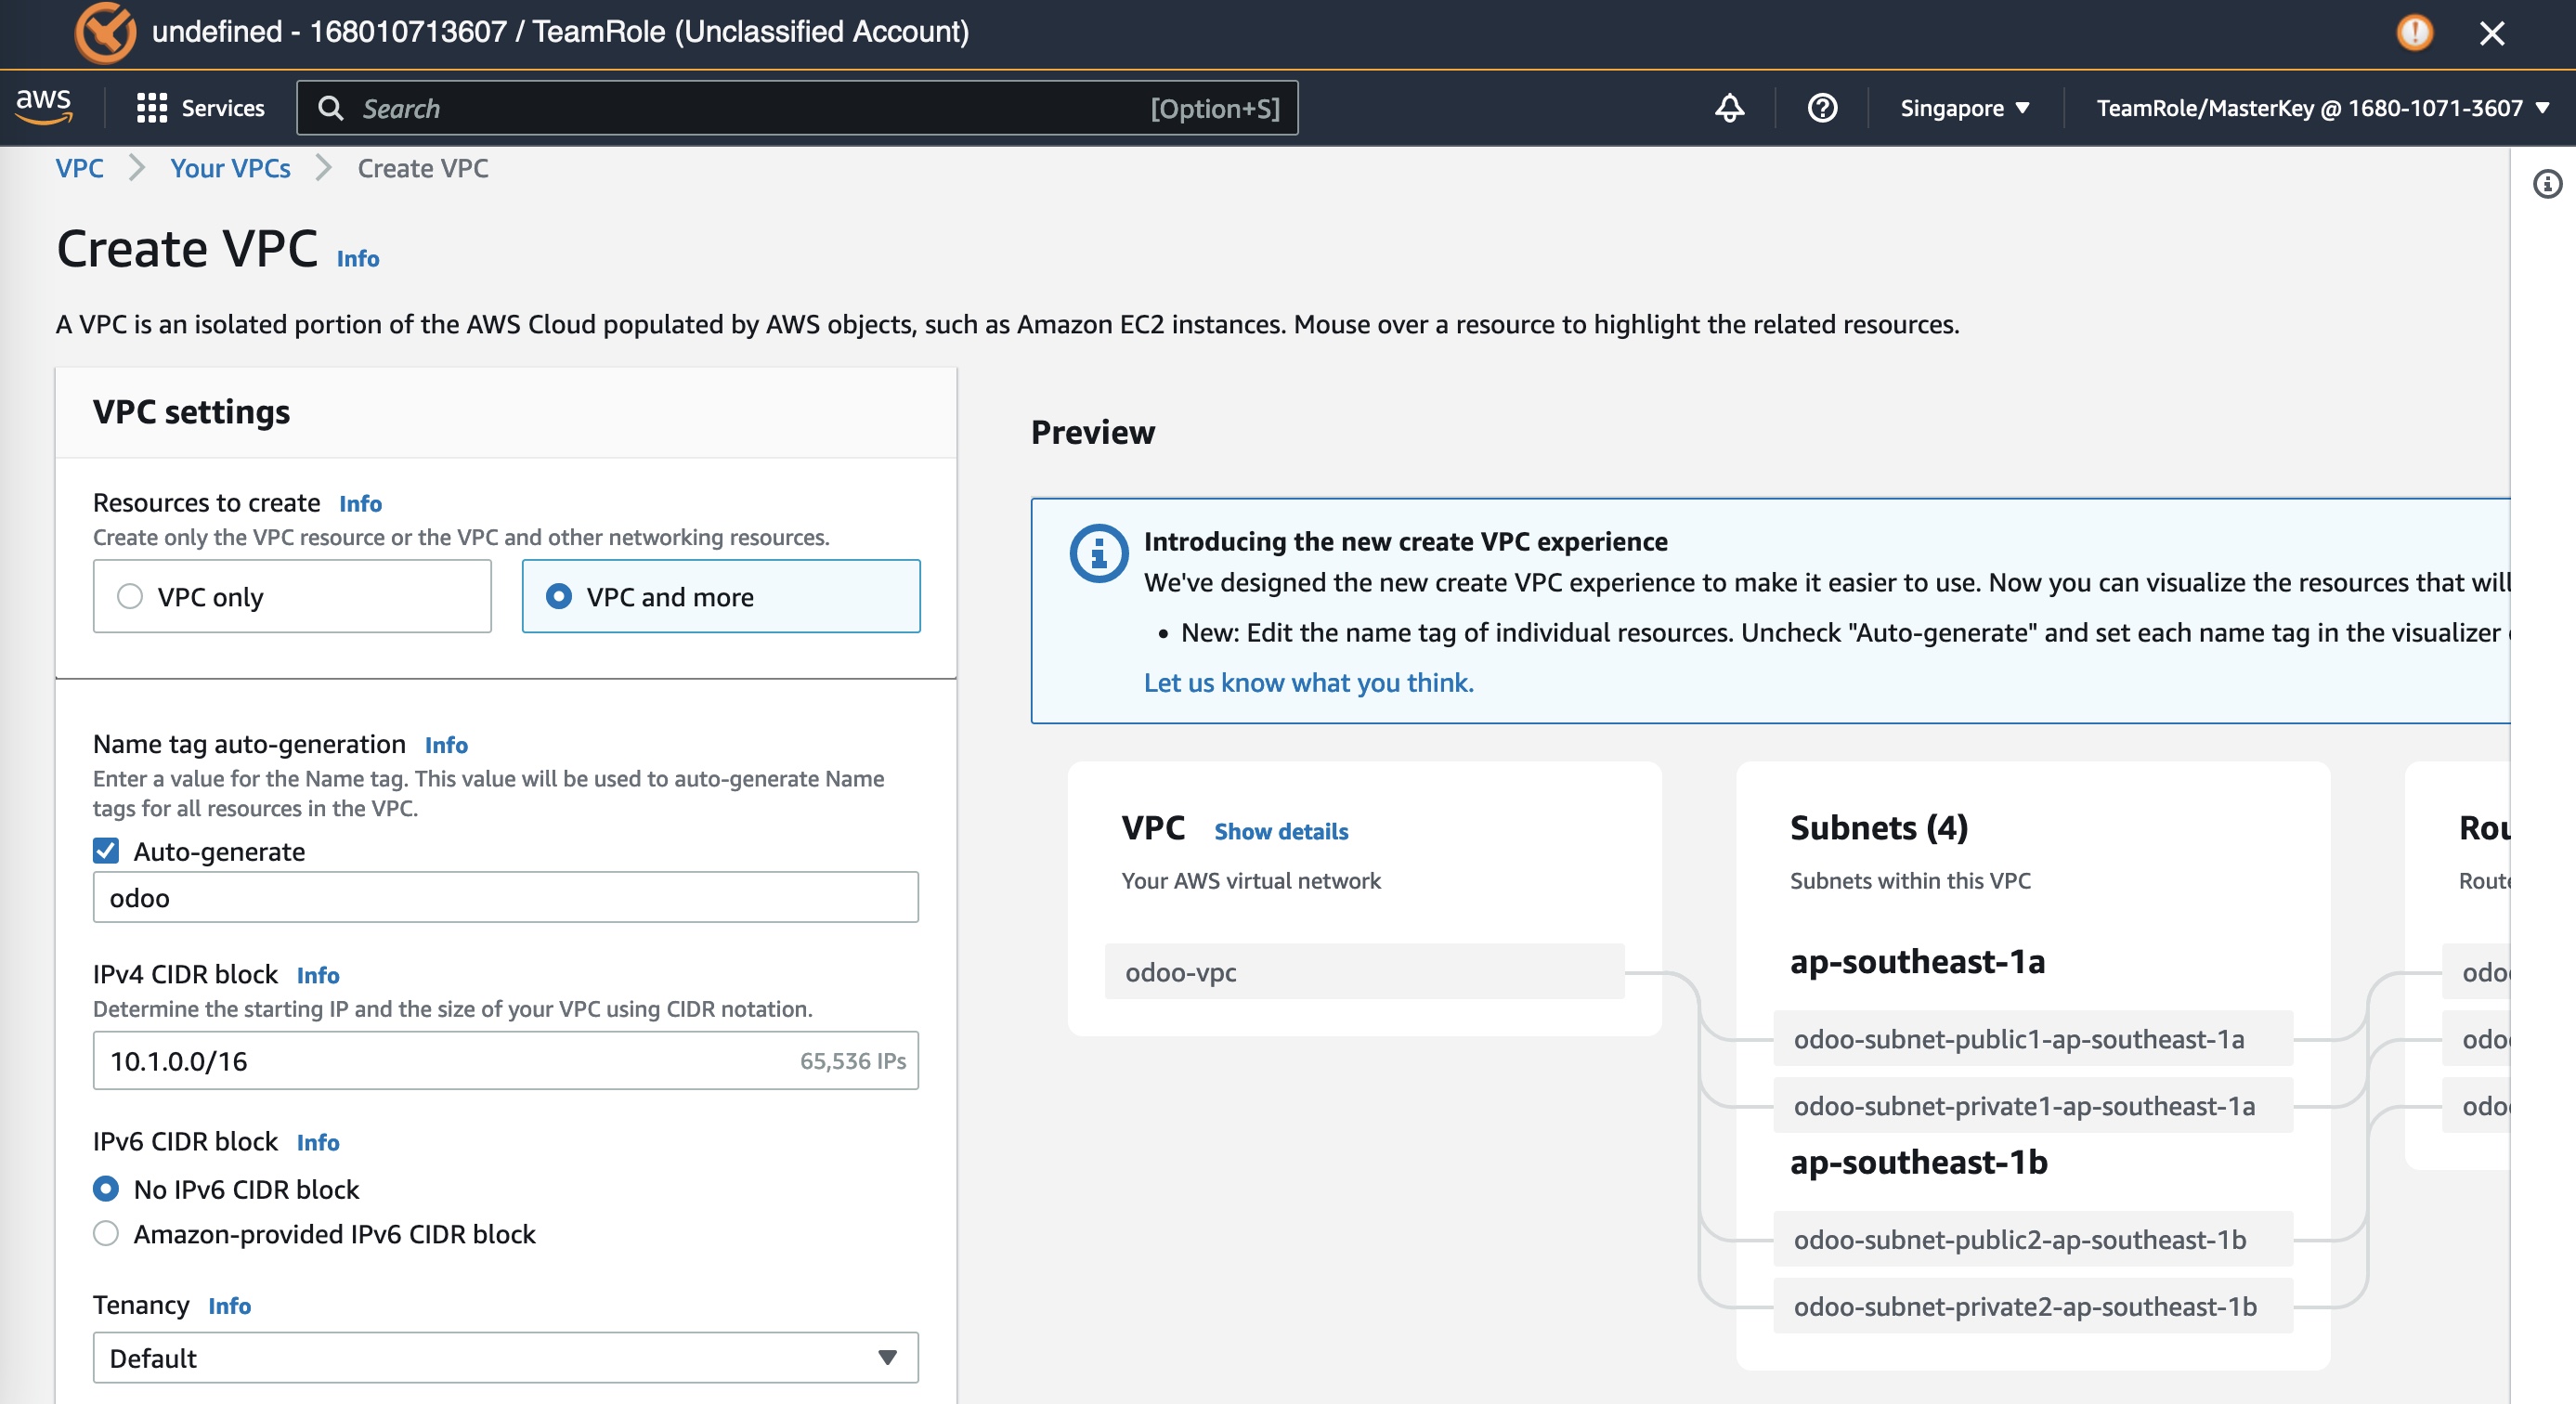 undefined - 168010713607 / TeamRole (Unclassified Account)
aws
Services
Search
[Option+S]
Singapore
TeamRole/MasterKey @ 1680-1071-3607
VPC
Your VPCs
Create VPC
Create VPC Info
A VPC is an isolated portion of the AWS Cloud populated by AWS objects, such as Amazon EC2 instances. Mouse over a resource to highlight the related resources.
VPC settings
Resources to create Info
Create only the VPC resource or the VPC and other networking resources.
VPC only
VPC and more
Name tag auto-generation Info
Enter a value for the Name tag. This value will be used to auto-generate Name
tags for all resources in the VPC.
Auto-generate
odoo
IPv4 CIDR block Info
Determine the starting IP and the size of your VPC using CIDR notation.
10.1.0.0/16
65,536 IPs
IPv6 CIDR block Info
No IPv6 CIDR block
Amazon-provided IPv6 CIDR block
Tenancy Info
Default
Preview
Introducing the new create VPC experience
We've designed the new create VPC experience to make it easier to use. Now you can visualize the resources that will
• New: Edit the name tag of individual resources. Uncheck "Auto-generate" and set each name tag in the visualizer
Let us know what you think.
VPC Show details
Your AWS virtual network
odoo-vpc
Subnets (4)
Subnets within this VPC
ap-southeast-1a
odoo-subnet-public1-ap-southeast-1a
odoo-subnet-private1-ap-southeast-1a
ap-southeast-1b
odoo-subnet-public2-ap-southeast-1b
odoo-subnet-private2-ap-southeast-1b
Rou
Route
odoo
odoo
odoo